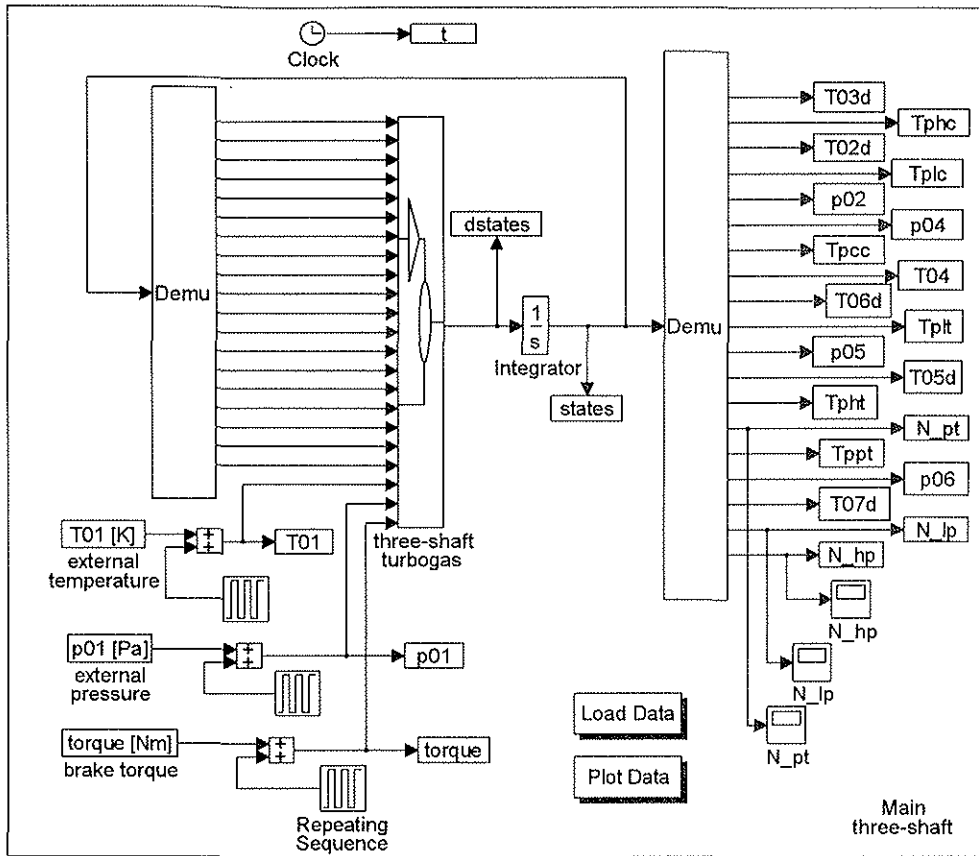 t
Clock
Demu
dstates
1
s
Integrator
states
Demu
T03d
Tphc
T02d
Tplc
p02
p04
Tpcc
T04
T06d
Tplt
p05
T05d
Tpht
N_pt
Tppt
p06
T07d
N_lp
N_hp
N_hp
N_lp
N_pt
T01 [K]
+
+
T01
external
temperature
three-shaft
turbogas
p01 [Pa]
+
+
p01
external
pressure
torque [Nm]
+
+
torque
brake torque
Repeating
Sequence
Load Data
Plot Data
Main
three-shaft